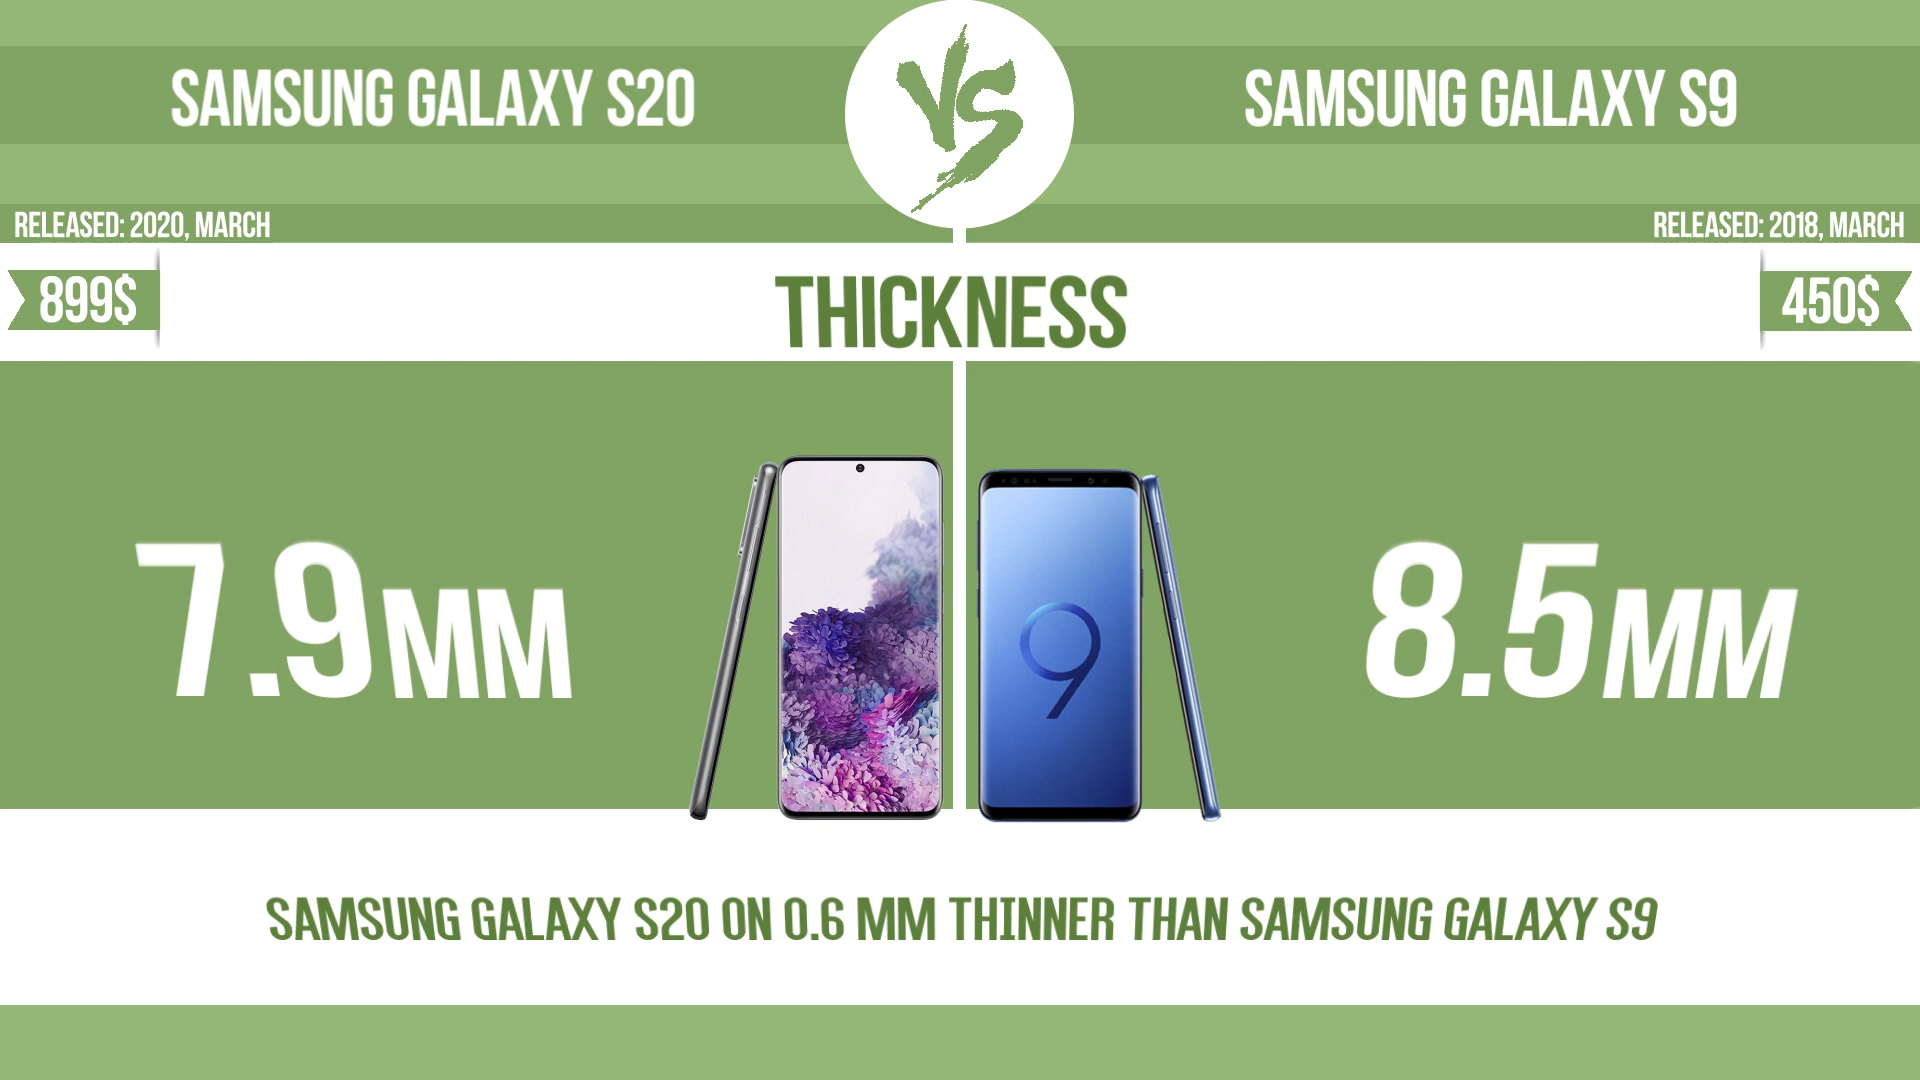 SAMSUNG GALAXY S20
VS
SAMSUNG GALAXY S9
RELEASED: 2020, MARCH
RELEASED: 2018, MARCH
899$
THICKNESS
450$
7.9MM
9
8.5MM
SAMSUNG GALAXY S20 ON 0.6 MM THINNER THAN SAMSUNG GALAXY S9